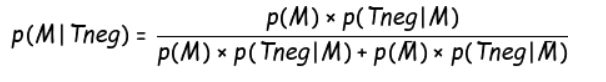 p(M|Tneg) = p(M) × p(Tneg|M) / p(M) × p(Tneg|M) + p(M̅) × p(Tneg|M̅)